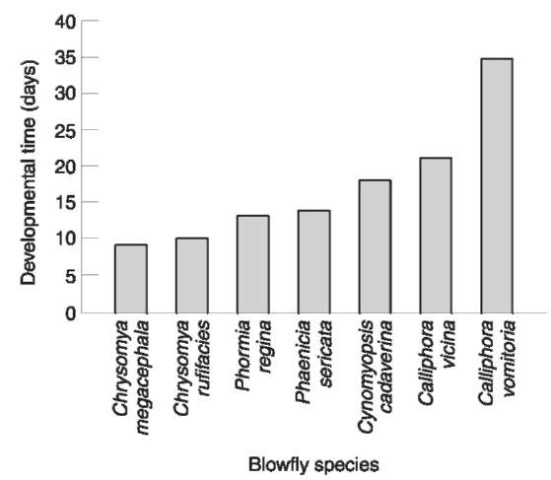 40
35
30
25
20
15
10
5
0
Developmental time (days)
Chrysomya
megacephala
Chrysomya
rufifacies
Phormia
regina
Phaenicia
sericata
Cynomyopsis
cadaverina
Calliphora
vicina
Calliphora
vomitoria
Blowfly species